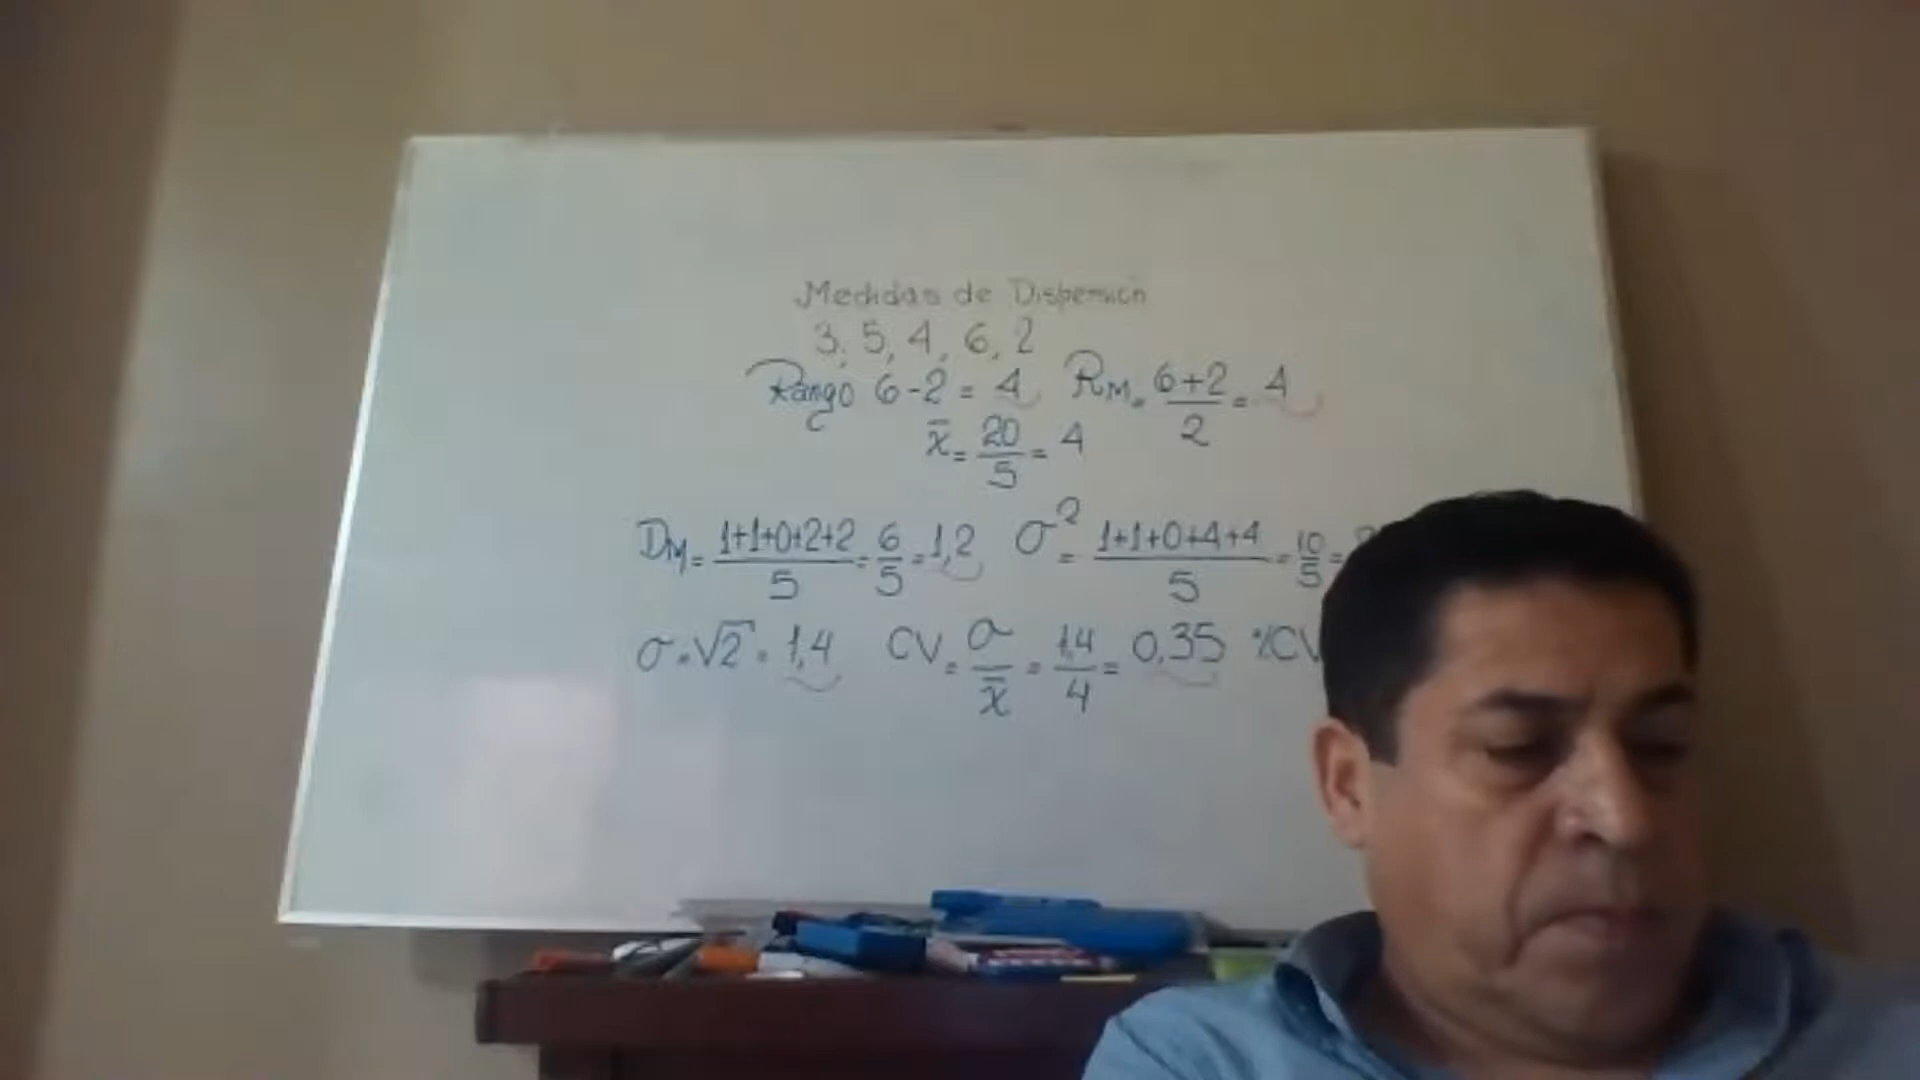 Medidas de Dispersión
3, 5, 4, 6, 2
Rango 6-2 = 4 RM = 6+2/2 = 4
x̄ = 20/5 = 4
DM = 1+1+0+2+2/5 = 6/5 = 1,2 σ² = 1+1+0+4+4/5 = 10/5 =
σ = √2 = 1,4 CV = σ/x̄ = 1,4/4 = 0,35 %CV